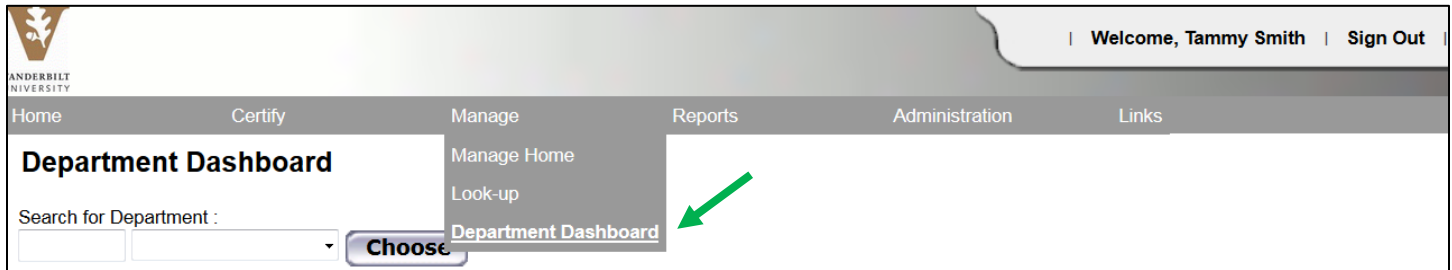 | Welcome, Tammy Smith | Sign Out |
ANDERBILT
NIVERSITY
Home Certify Manage Reports Administration Links
Department Dashboard
Manage Home
Look-up
Department Dashboard
Search for Department :
Choose